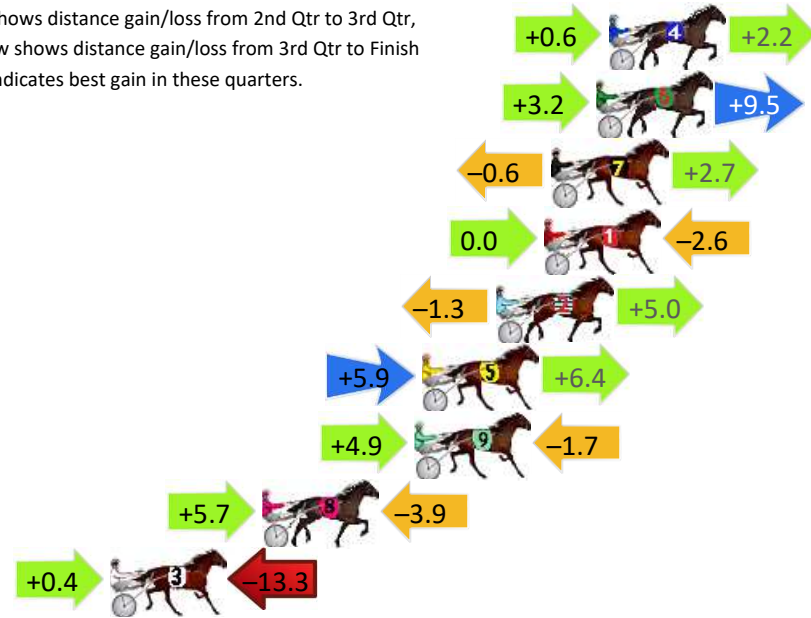 hows distance gain/loss from 2nd Qtr to 3rd Qtr,
w shows distance gain/loss from 3rd Qtr to Finish
ndicates best gain in these quarters.
+0.6 4 +2.2
+3.2 6 +9.5
–0.6 7 +2.7
0.0 1 –2.6
–1.3 2 +5.0
+5.9 5 +6.4
+4.9 9 –1.7
+5.7 8 –3.9
+0.4 3 –13.3